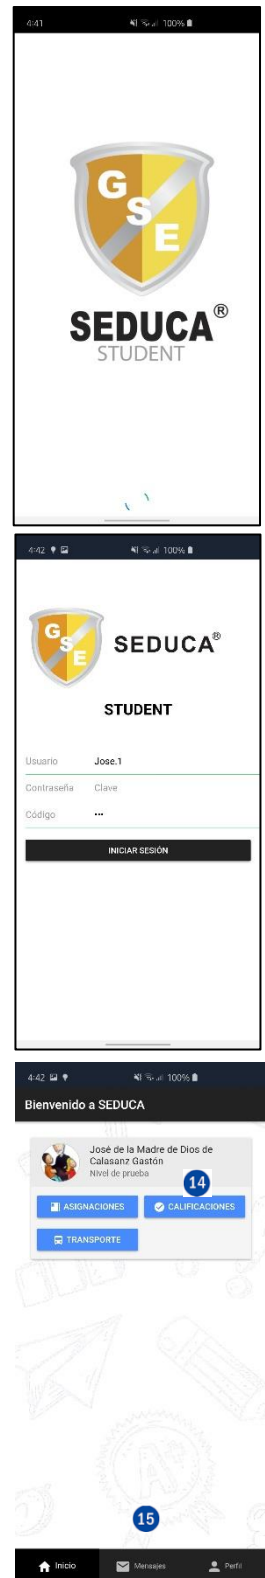 4:41 100%
G
S
E
SEDUCA®
STUDENT
4:42 100%
G
S
E
SEDUCA®
STUDENT
Usuario Jose.1
Contraseña Clave
Código •••
INICIAR SESIÓN
4:42 100%
Bienvenido a SEDUCA
José de la Madre de Dios de
Calasanz Gastón
Nivel de prueba
14
ASIGNACIONES CALIFICACIONES
TRANSPORTE
A+
15
Inicio Mensajes Perfil